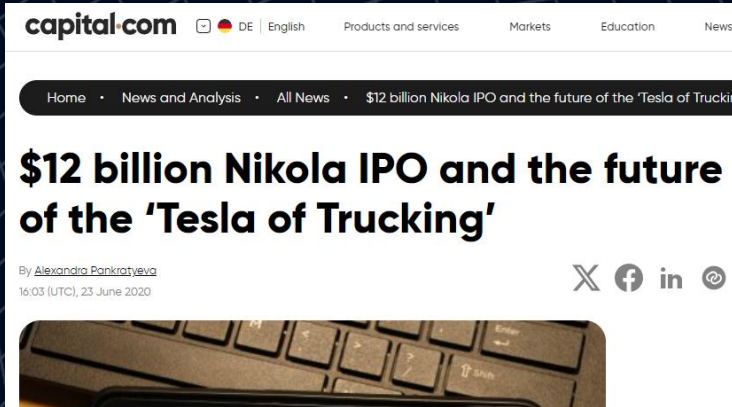 capital.com DE English Products and services Markets Education News
Home • News and Analysis • All News • $12 billion Nikola IPO and the future of the ‘Tesla of Trucking
$12 billion Nikola IPO and the future
of the ‘Tesla of Trucking’
By Alexandra Pankratyeva
16:03 (UTC), 23 June 2020
M
Enter
Shift